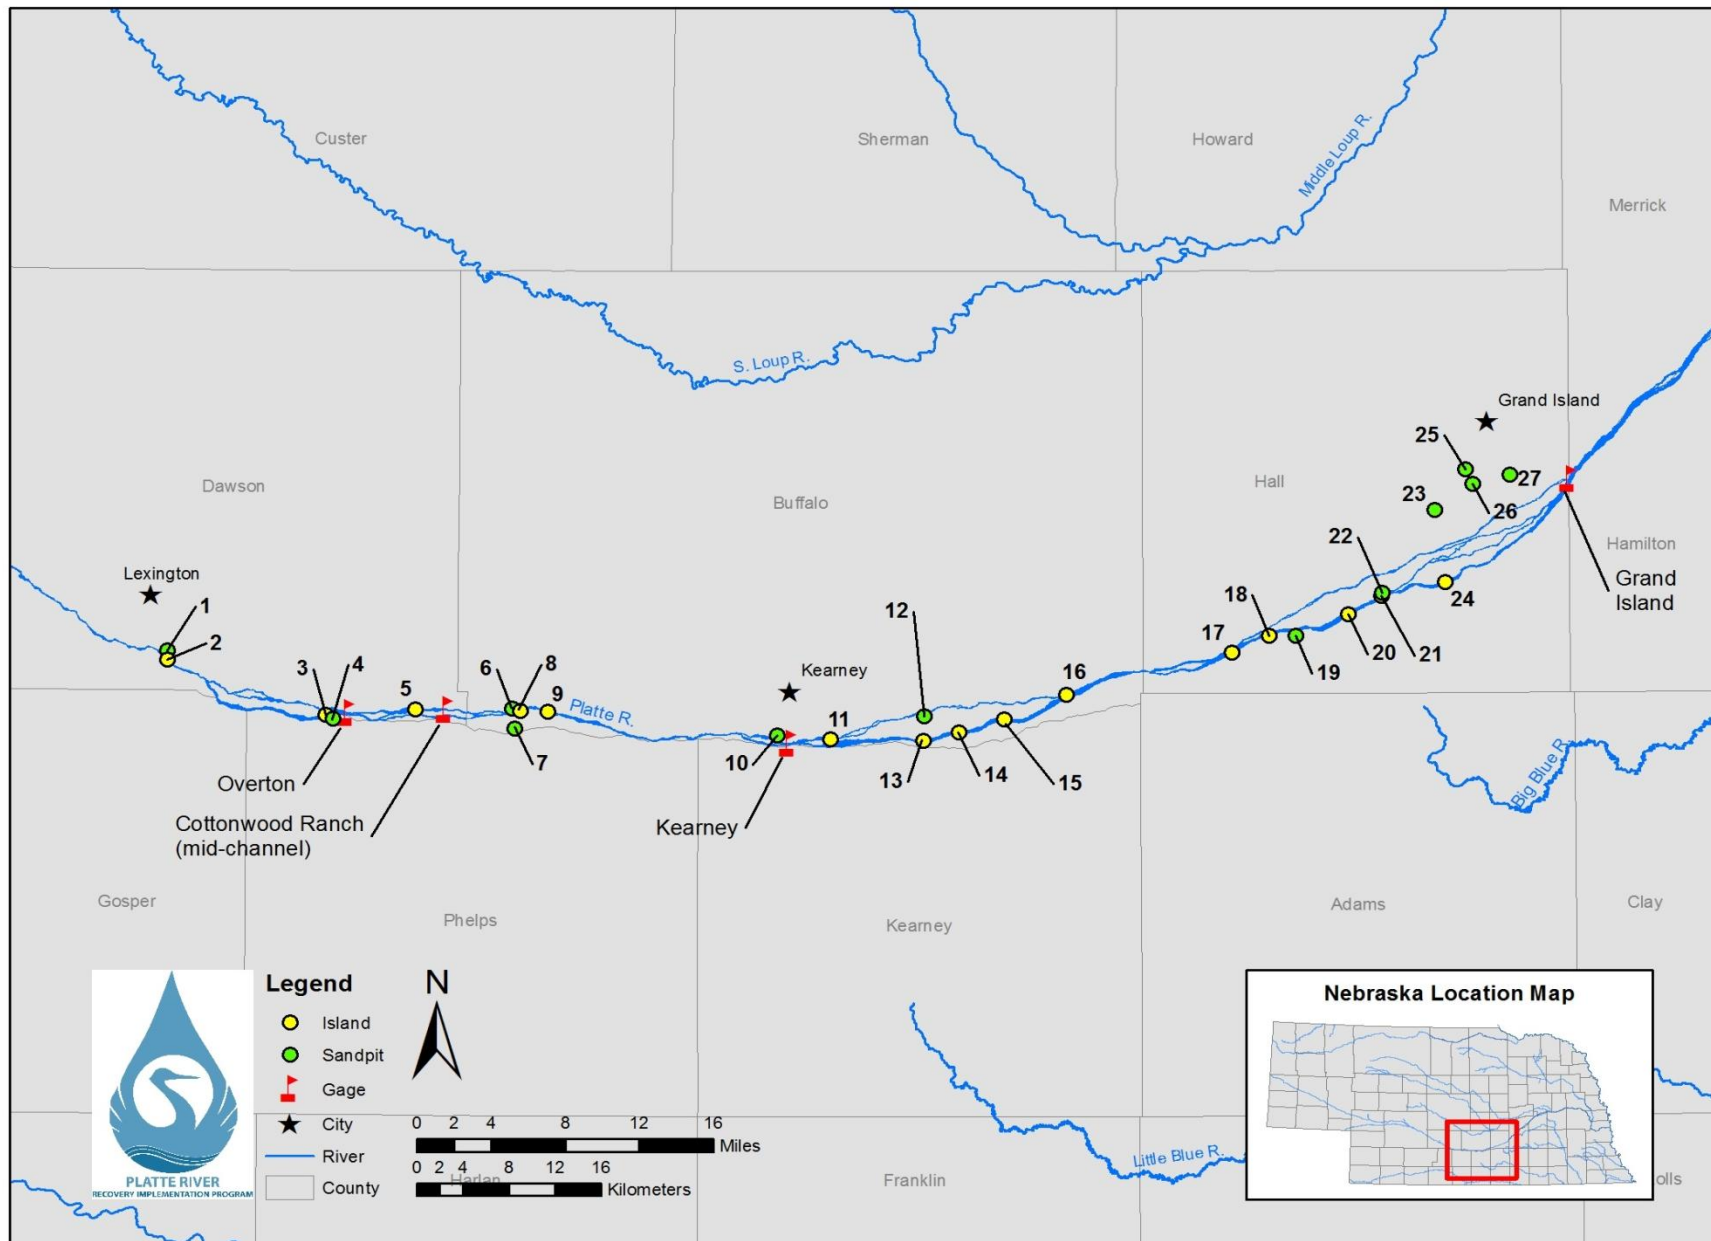 Custer
Sherman
Howard
Middle Loup R.
Merrick
S. Loup R.
Grand Island
25
27
26
23
Dawson
Buffalo
Hall
Hamilton
Grand
Island
Lexington
1
2
3
4
5
6
8
9
7
Platte R.
Kearney
10
11
12
13
14
15
16
17
18
19
20
21
22
24
Overton
Cottonwood Ranch
(mid-channel)
Kearney
Big Blue R.
Gosper
Phelps
Kearney
Adams
Clay
PLATTE RIVER
RECOVERY IMPLEMENTATION PROGRAM
Legend
Island
Sandpit
Gage
City
River
County
N
0 2 4 8 12 16
Miles
0 2 4 8 12 16
Kilometers
Harlan
Franklin
Little Blue R.
Nebraska Location Map
olls